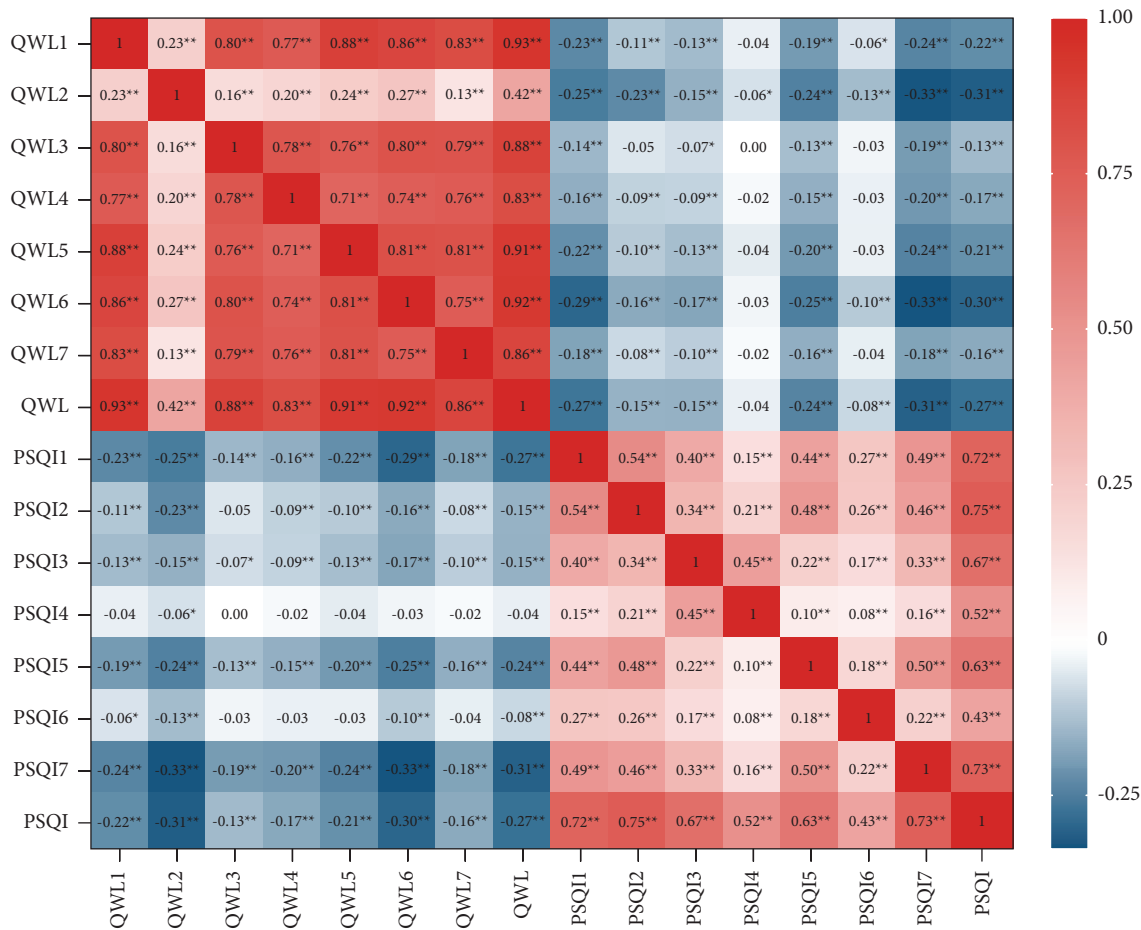 QWL1 1 0.23** 0.80** 0.77** 0.88** 0.86** 0.83** 0.93** -0.23** -0.11** -0.13** -0.04 -0.19** -0.06* -0.24** -0.22**
QWL2 0.23** 1 0.16** 0.20** 0.24** 0.27** 0.13** 0.42** -0.25** -0.23** -0.15** -0.06* -0.24** -0.13** -0.33** -0.31**
QWL3 0.80** 0.16** 1 0.78** 0.76** 0.80** 0.79** 0.88** -0.14** -0.05 -0.07* 0.00 -0.13** -0.03 -0.19** -0.13**
QWL4 0.77** 0.20** 0.78** 1 0.71** 0.74** 0.76** 0.83** -0.16** -0.09** -0.09** -0.02 -0.15** -0.03 -0.20** -0.17**
QWL5 0.88** 0.24** 0.76** 0.71** 1 0.81** 0.81** 0.91** -0.22** -0.10** -0.13** -0.04 -0.20** -0.03 -0.24** -0.21**
QWL6 0.86** 0.27** 0.80** 0.74** 0.81** 1 0.75** 0.92** -0.29** -0.16** -0.17** -0.03 -0.25** -0.10** -0.33** -0.30**
QWL7 0.83** 0.13** 0.79** 0.76** 0.81** 0.75** 1 0.86** -0.18** -0.08** -0.10** -0.02 -0.16** -0.04 -0.18** -0.16**
QWL 0.93** 0.42** 0.88** 0.83** 0.91** 0.92** 0.86** 1 -0.27** -0.15** -0.15** -0.04 -0.24** -0.08** -0.31** -0.27**
PSQI1 -0.23** -0.25** -0.14** -0.16** -0.22** -0.29** -0.18** -0.27** 1 0.54** 0.40** 0.15** 0.44** 0.27** 0.49** 0.72**
PSQI2 -0.11** -0.23** -0.05 -0.09** -0.10** -0.16** -0.08** -0.15** 0.54** 1 0.34** 0.21** 0.48** 0.26** 0.46** 0.75**
PSQI3 -0.13** -0.15** -0.07* -0.09** -0.13** -0.17** -0.10** -0.15** 0.40** 0.34** 1 0.45** 0.22** 0.17** 0.33** 0.67**
PSQI4 -0.04 -0.06* 0.00 -0.02 -0.04 -0.03 -0.02 -0.04 0.15** 0.21** 0.45** 1 0.10** 0.08** 0.16** 0.52**
PSQI5 -0.19** -0.24** -0.13** -0.15** -0.20** -0.25** -0.16** -0.24** 0.44** 0.48** 0.22** 0.10** 1 0.18** 0.50** 0.63**
PSQI6 -0.06* -0.13** -0.03 -0.03 -0.03 -0.10** -0.04 -0.08** 0.27** 0.26** 0.17** 0.08** 0.18** 1 0.22** 0.43**
PSQI7 -0.24** -0.33** -0.19** -0.20** -0.24** -0.33** -0.18** -0.31** 0.49** 0.46** 0.33** 0.16** 0.50** 0.22** 1 0.73**
PSQI -0.22** -0.31** -0.13** -0.17** -0.21** -0.30** -0.16** -0.27** 0.72** 0.75** 0.67** 0.52** 0.63** 0.43** 0.73** 1
QWL1 QWL2 QWL3 QWL4 QWL5 QWL6 QWL7 QWL PSQI1 PSQI2 PSQI3 PSQI4 PSQI5 PSQI6 PSQI7 PSQI
1.00
0.75
0.50
0.25
0
-0.25